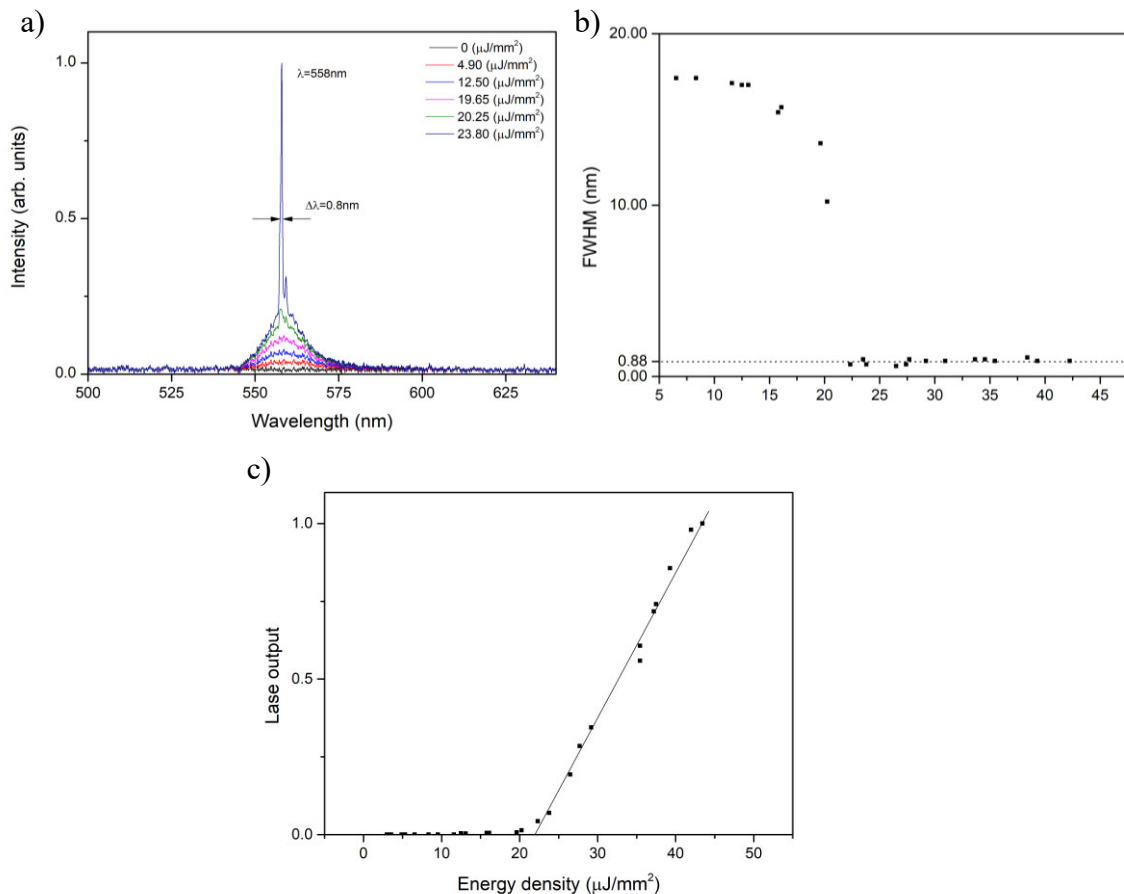 a)
1.0
0.5
0.0
500
525
550
575
600
625
Wavelength (nm)
Intensity (arb. units)
λ=558nm
Δλ=0.8nm
0 (μJ/mm²)
4.90 (μJ/mm²)
12.50 (μJ/mm²)
19.65 (μJ/mm²)
20.25 (μJ/mm²)
23.80 (μJ/mm²)
b)
20.00
10.00
0.88
0.00
5
10
15
20
25
30
35
40
45
FWHM (nm)
c)
1.0
0.5
0.0
0
10
20
30
40
50
Lase output
Energy density (μJ/mm²)